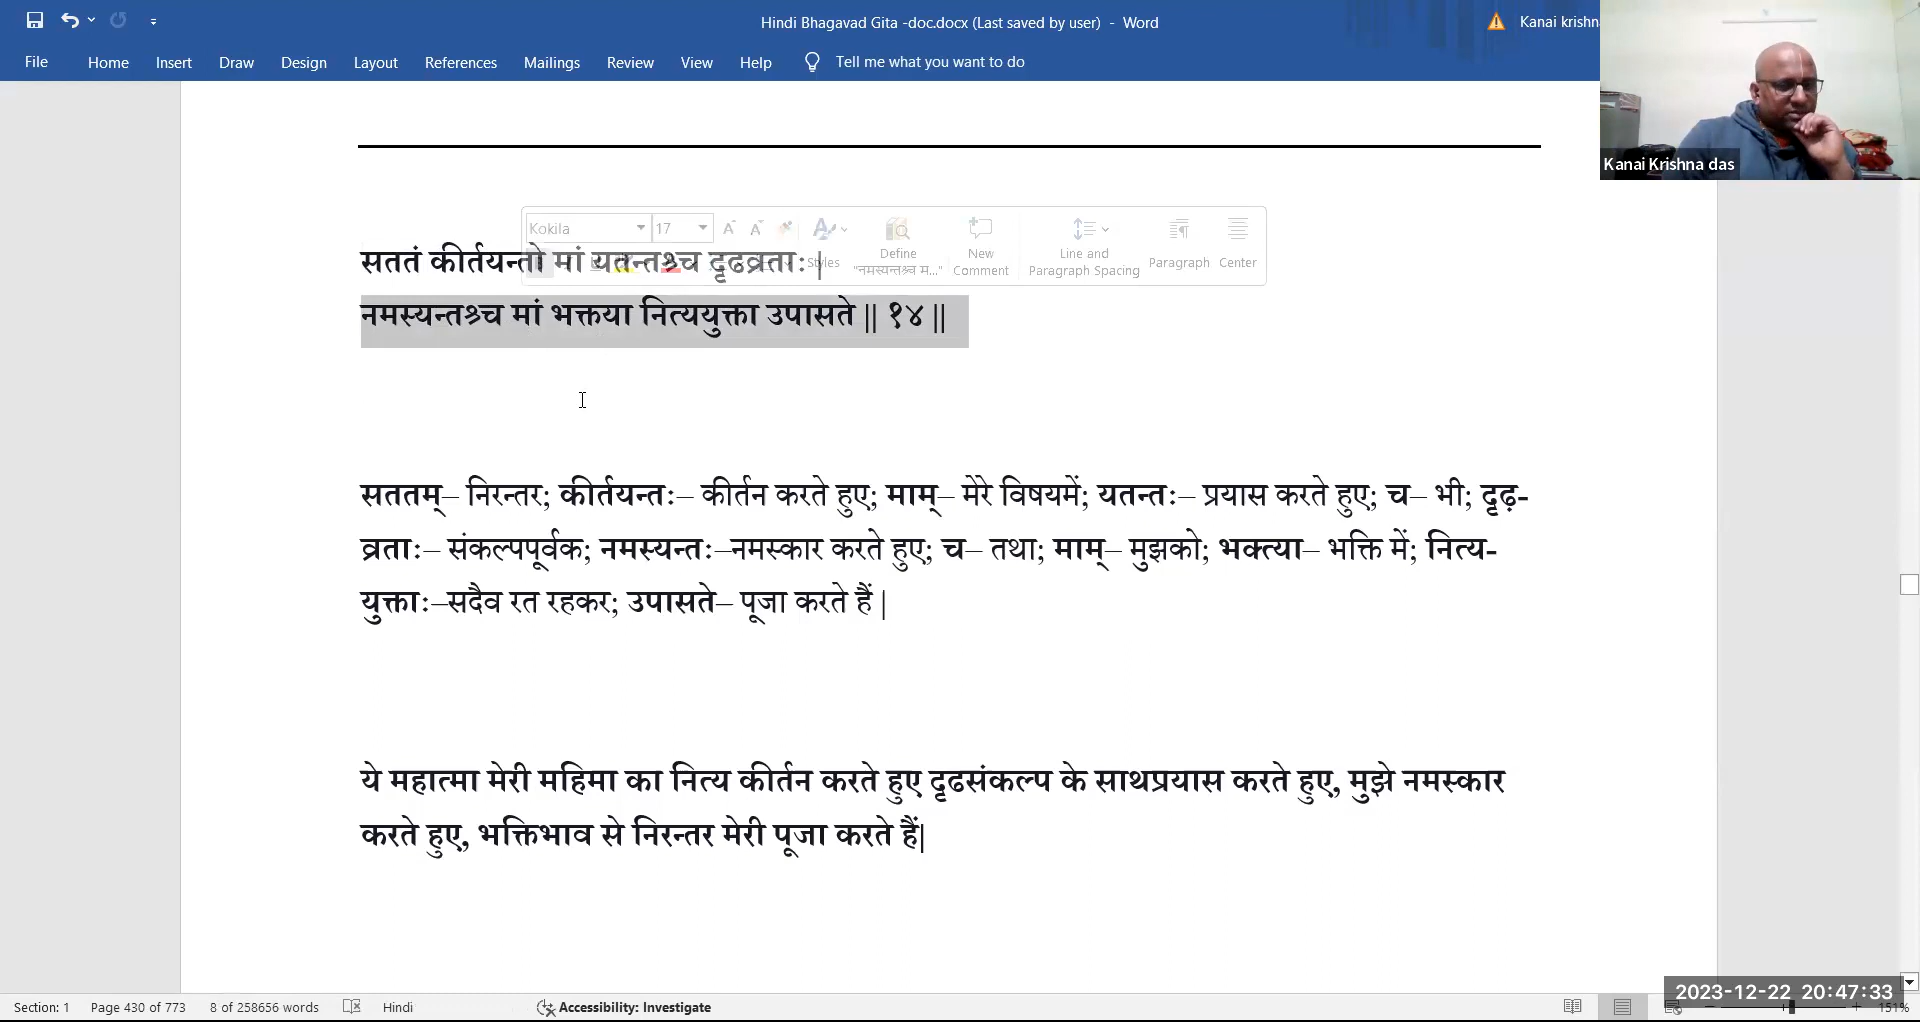 Hindi Bhagavad Gita -doc.docx (Last saved by user) - Word
Kanai krishn
File Home Insert Draw Design Layout References Mailings Review View Help Tell me what you want to do
Kanai Krishna das
Kokila 17
Styles
Define
"नमस्यन्तश्र्च म..."
New
Comment
Line and
Paragraph Spacing
Paragraph
Center
सततं कीर्तयन्तो मां यतन्तश्र्च दृढव्रताः |
नमस्यन्तश्र्च मां भक्तया नित्ययुक्ता उपासते || १४ ||
सततम्– निरन्तर; कीर्तयन्तः– कीर्तन करते हुए; माम्– मेरे विषयमें; यतन्तः– प्रयास करते हुए; च– भी; दृढ़-
व्रताः– संकल्पपूर्वक; नमस्यन्तः–नमस्कार करते हुए; च– तथा; माम्– मुझको; भक्त्या– भक्ति में; नित्य-
युक्ताः–सदैव रत रहकर; उपासते– पूजा करते हैं |
ये महात्मा मेरी महिमा का नित्य कीर्तन करते हुए दृढसंकल्प के साथप्रयास करते हुए, मुझे नमस्कार
करते हुए, भक्तिभाव से निरन्तर मेरी पूजा करते हैं|
2023-12-22 20:47:33
Section: 1 Page 430 of 773 8 of 258656 words Hindi Accessibility: Investigate 151%